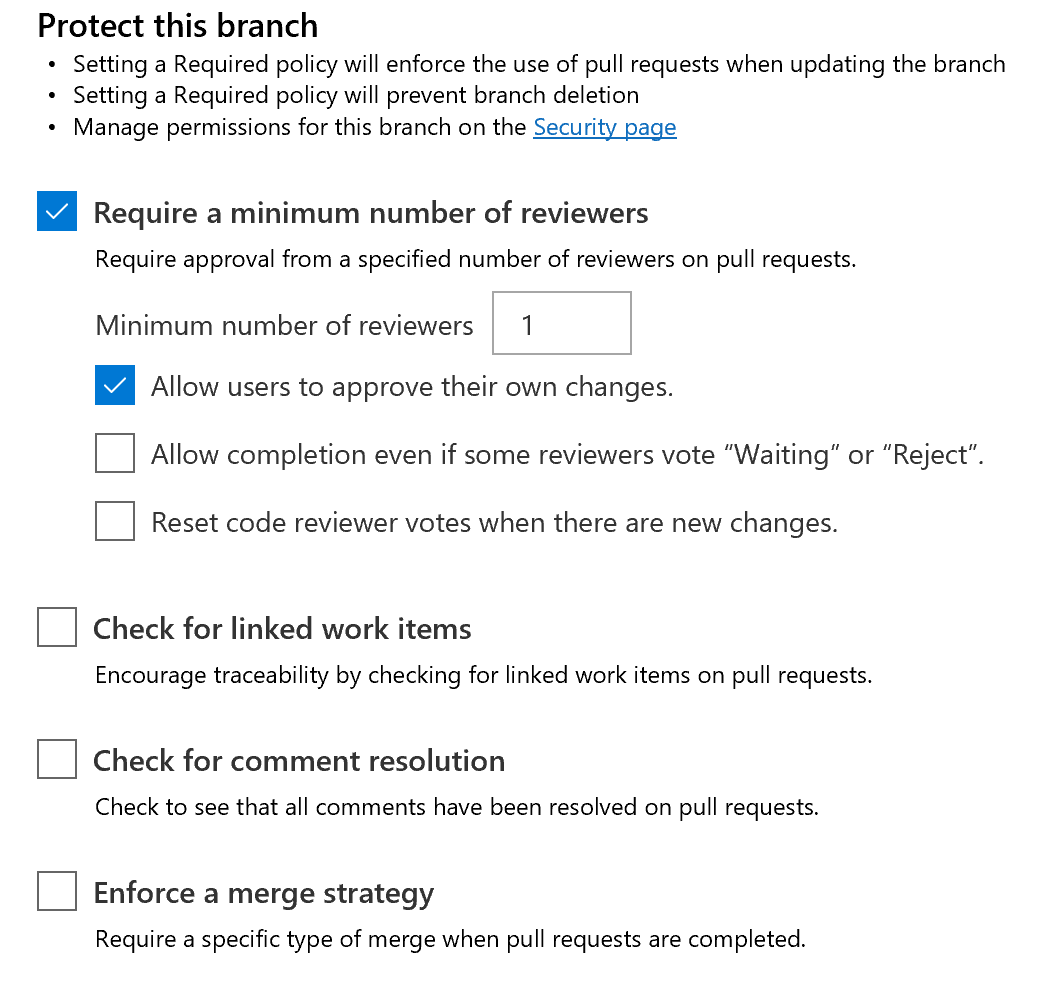 Protect this branch
• Setting a Required policy will enforce the use of pull requests when updating the branch
• Setting a Required policy will prevent branch deletion
• Manage permissions for this branch on the Security page
Require a minimum number of reviewers
Require approval from a specified number of reviewers on pull requests.
Minimum number of reviewers 1
Allow users to approve their own changes.
Allow completion even if some reviewers vote “Waiting” or “Reject”.
Reset code reviewer votes when there are new changes.
Check for linked work items
Encourage traceability by checking for linked work items on pull requests.
Check for comment resolution
Check to see that all comments have been resolved on pull requests.
Enforce a merge strategy
Require a specific type of merge when pull requests are completed.